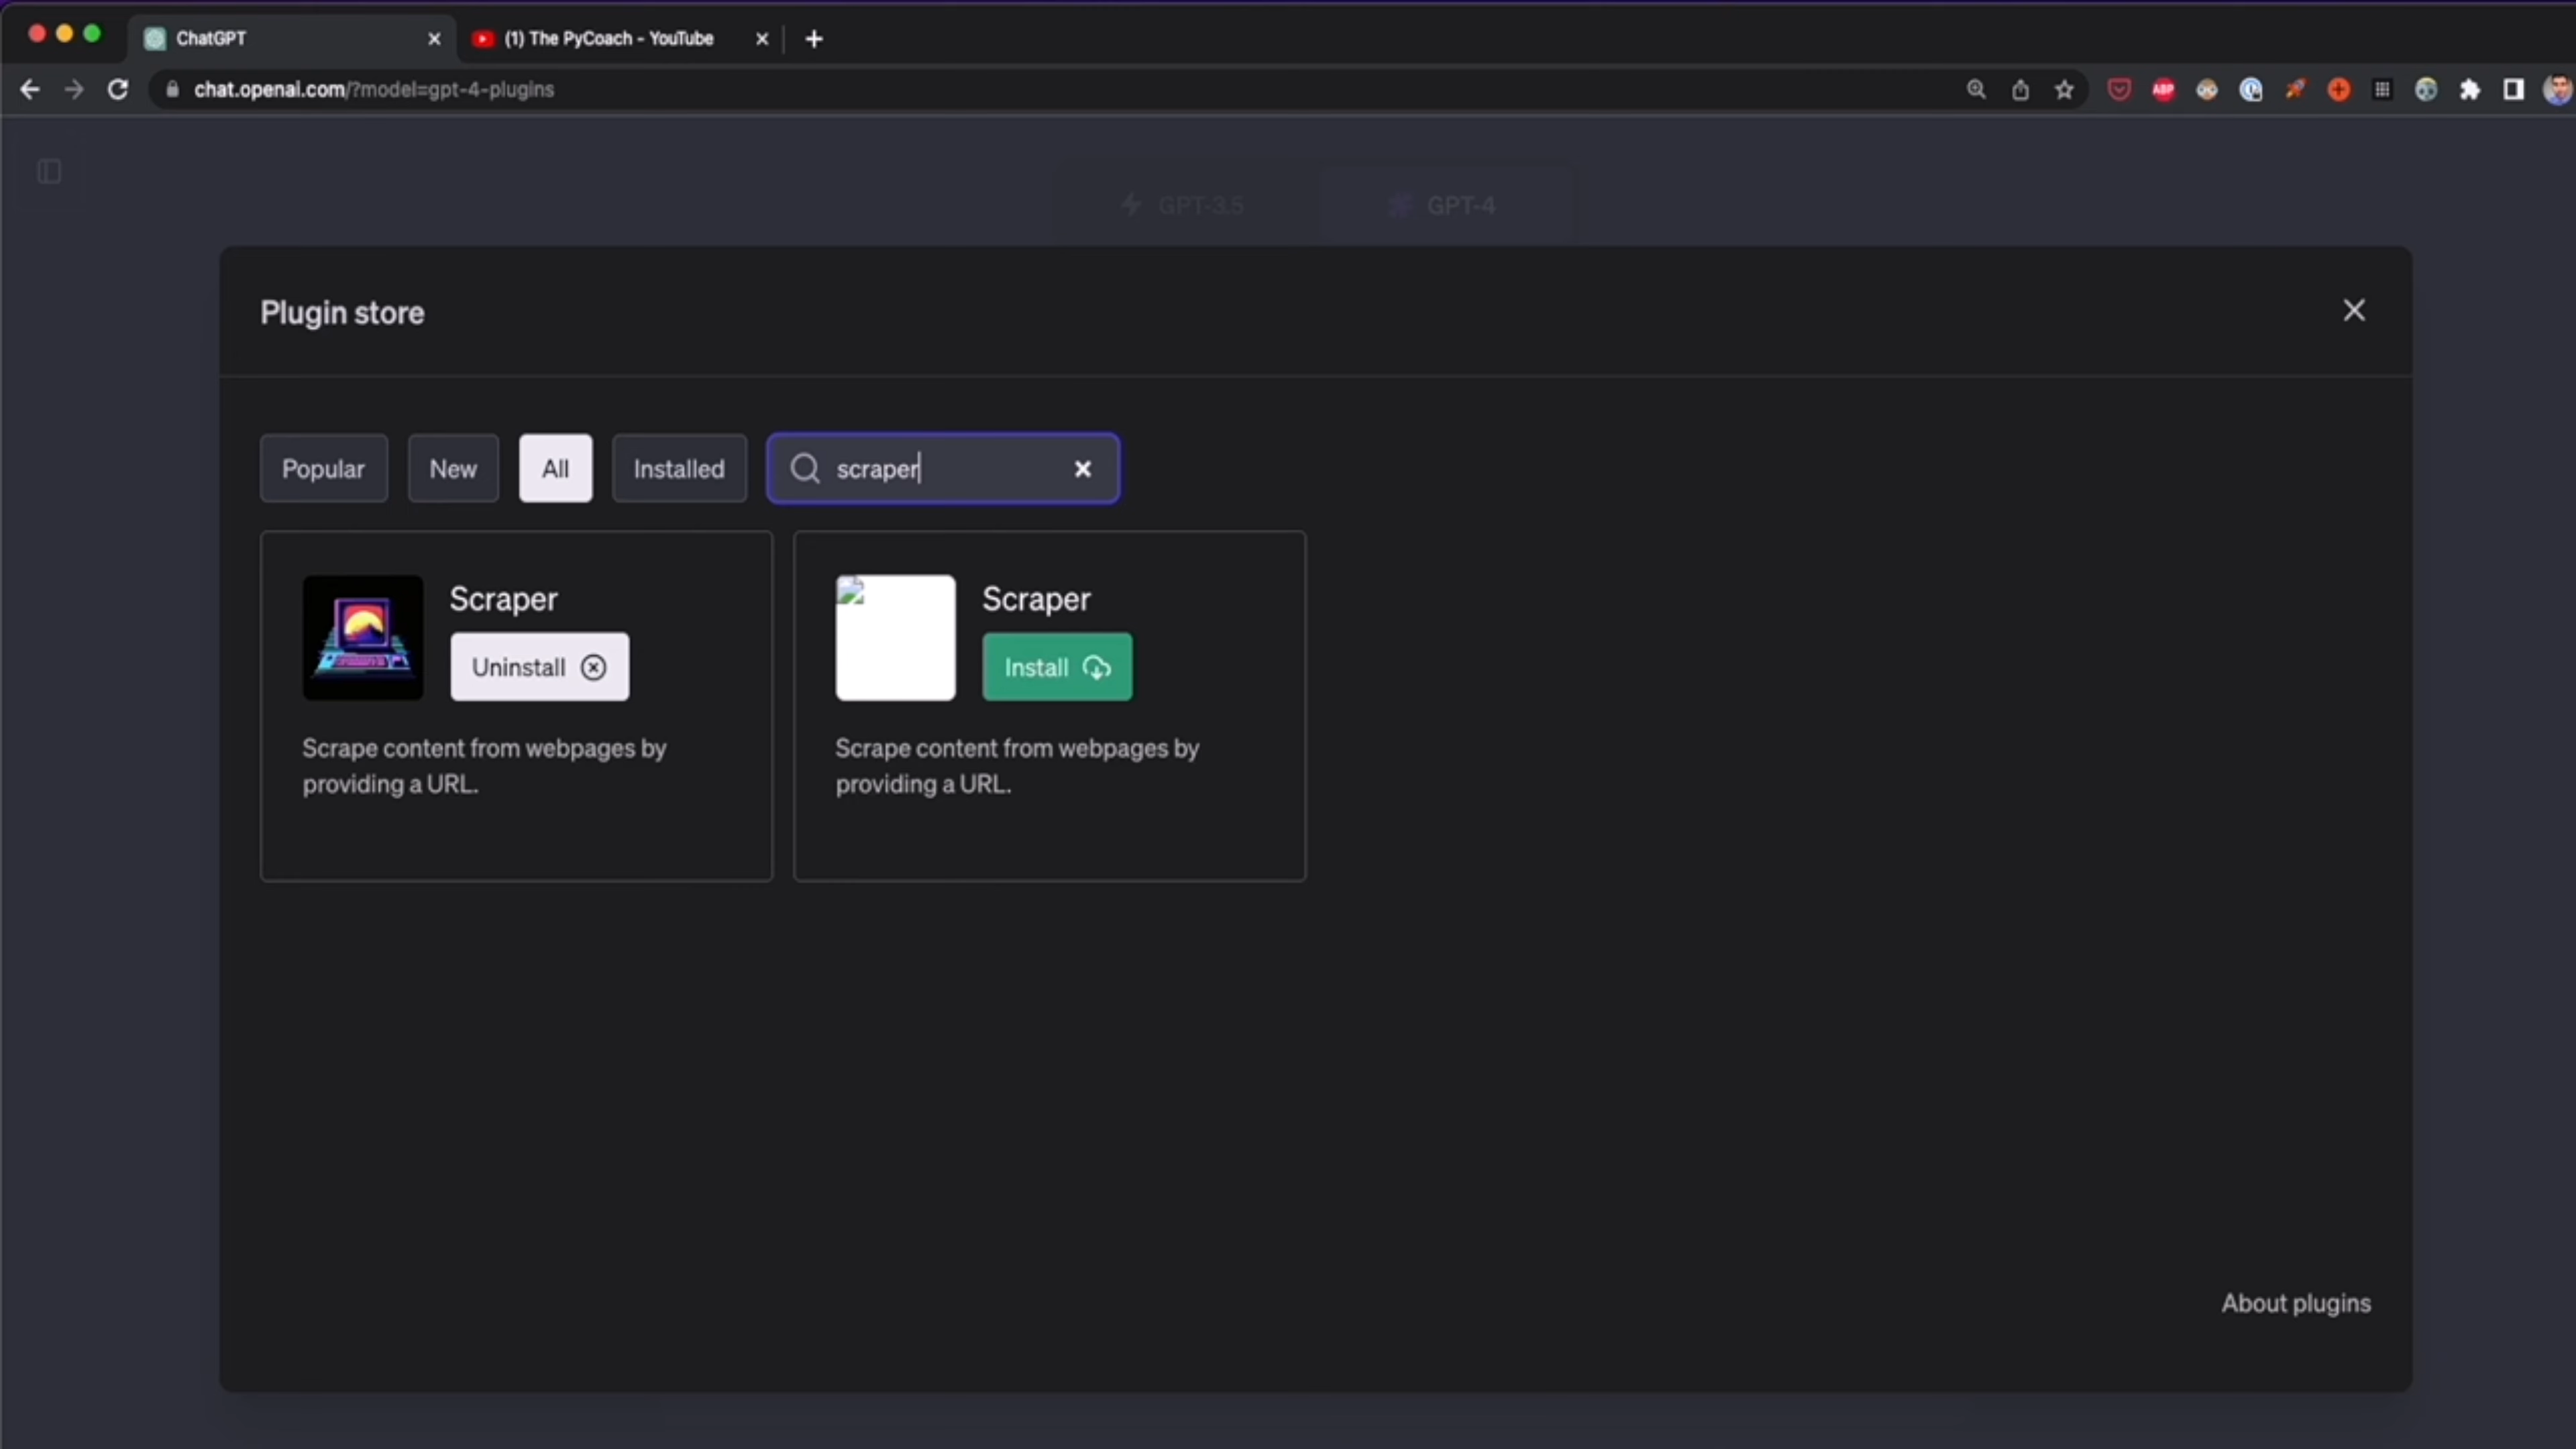 ChatGPT
(1) The PyCoach - YouTube
chat.openai.com/?model=gpt-4-plugins
ABP
GPT-3.5
GPT-4
Plugin store
Popular
New
All
Installed
scraper
Scraper
Uninstall
Scrape content from webpages by
providing a URL.
Scraper
Install
Scrape content from webpages by
providing a URL.
About plugins